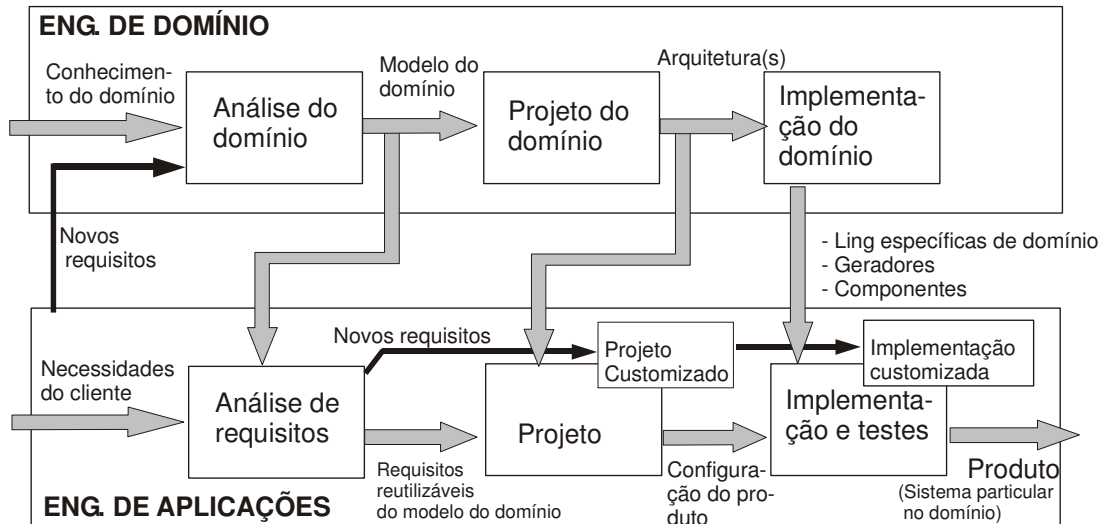 ENG. DE DOMÍNIO
Conhecimen-
to do domínio
Análise do
domínio
Modelo do
domínio
Projeto do
domínio
Arquitetura(s)
Implementa-
ção do
domínio
Novos
requisitos
- Ling específicas de domínio
- Geradores
- Componentes
Necessidades
do cliente
Análise de
requisitos
Novos requisitos
Requisitos
reutilizáveis
do modelo do domínio
Projeto
Customizado
Projeto
Configura-
ção do pro-
duto
Implementação
customizada
Implementa-
ção e testes
Produto
(Sistema particular
no domínio)
ENG. DE APLICAÇÕES